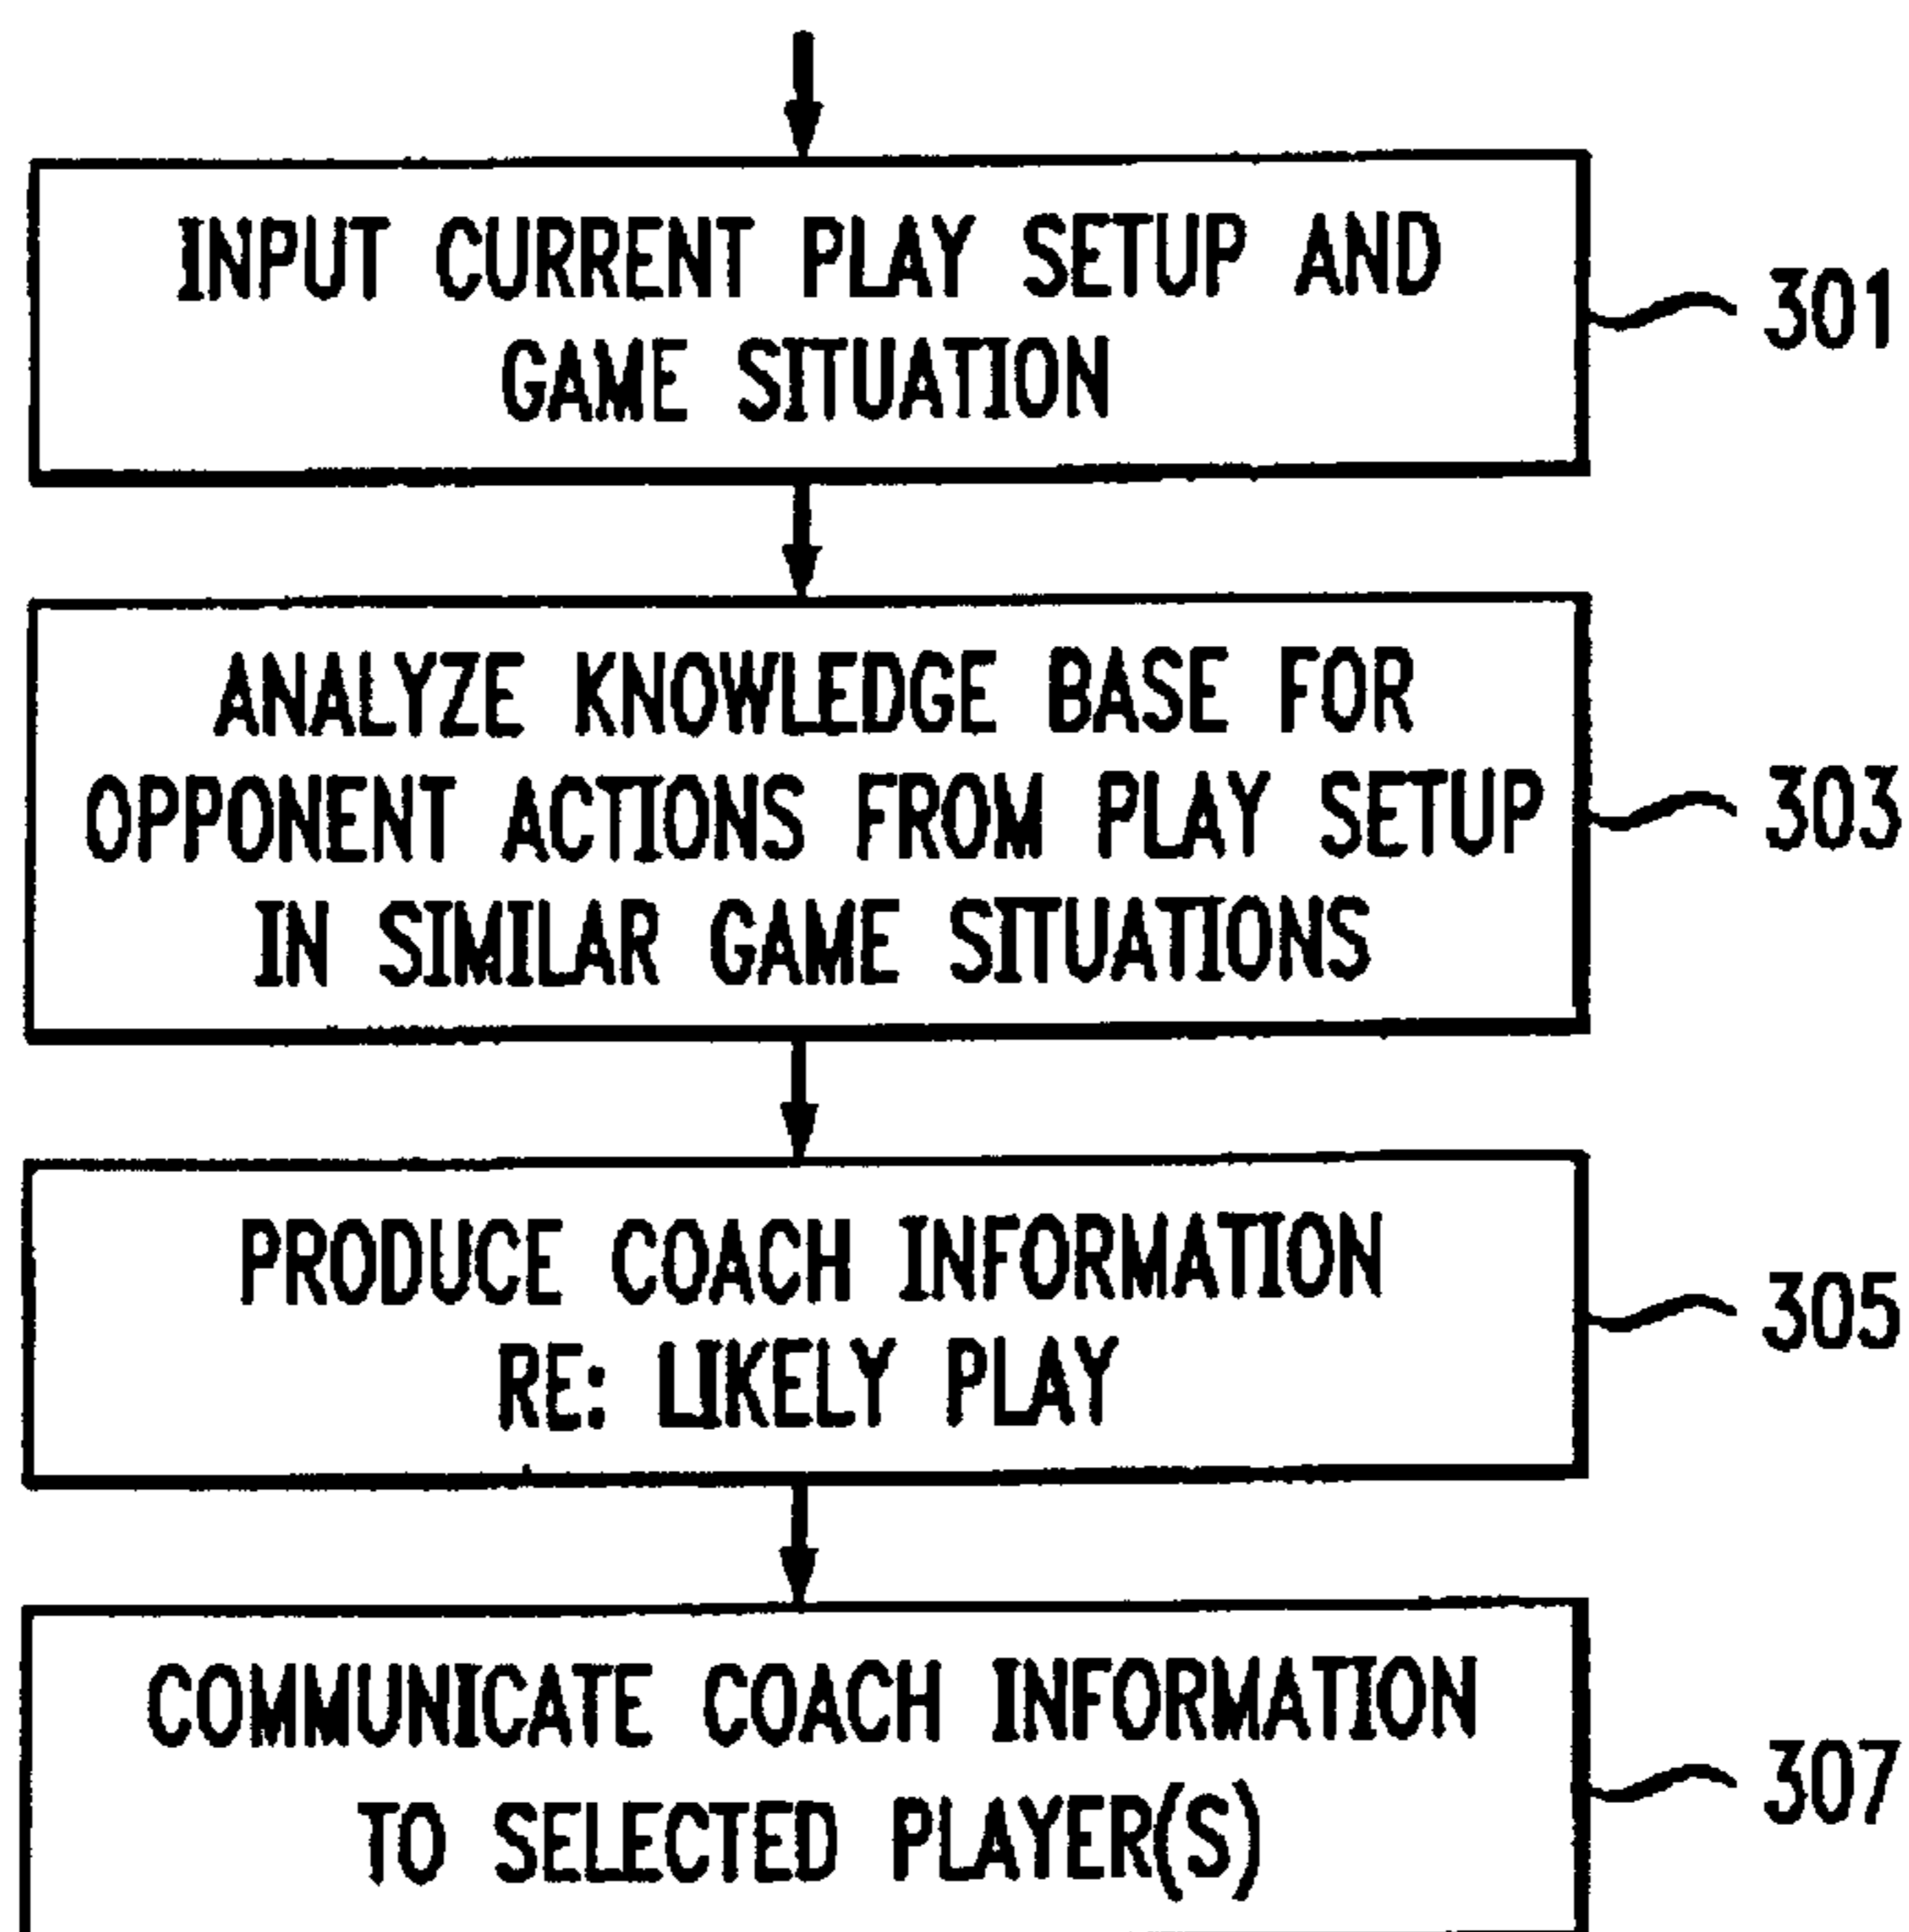 INPUT CURRENT PLAY SETUP AND
GAME SITUATION
301
ANALYZE KNOWLEDGE BASE FOR
OPPONENT ACTIONS FROM PLAY SETUP
IN SIMILAR GAME SITUATIONS
303
PRODUCE COACH INFORMATION
RE: LIKELY PLAY
305
COMMUNICATE COACH INFORMATION
TO SELECTED PLAYER(S)
307